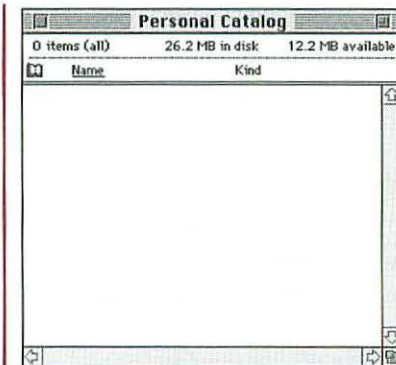 Personal Catalog
0 items (all) 26.2 MB in disk 12.2 MB available
Name Kind